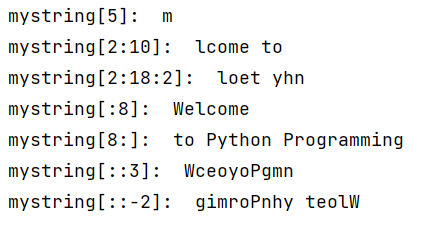 mystring[5]:  m
mystring[2:10]:  lcome to
mystring[2:18:2]:  loet yhn
mystring[:8]:  Welcome
mystring[8:]:  to Python Programming
mystring[::3]:  WceoyoPgmn
mystring[::-2]:  gimroPnhy teolW